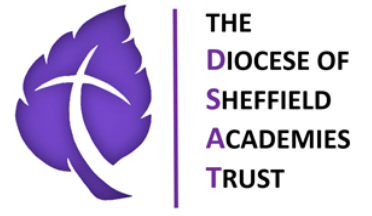 THE
DIOCESE OF
SHEFFIELD
ACADEMIES
TRUST